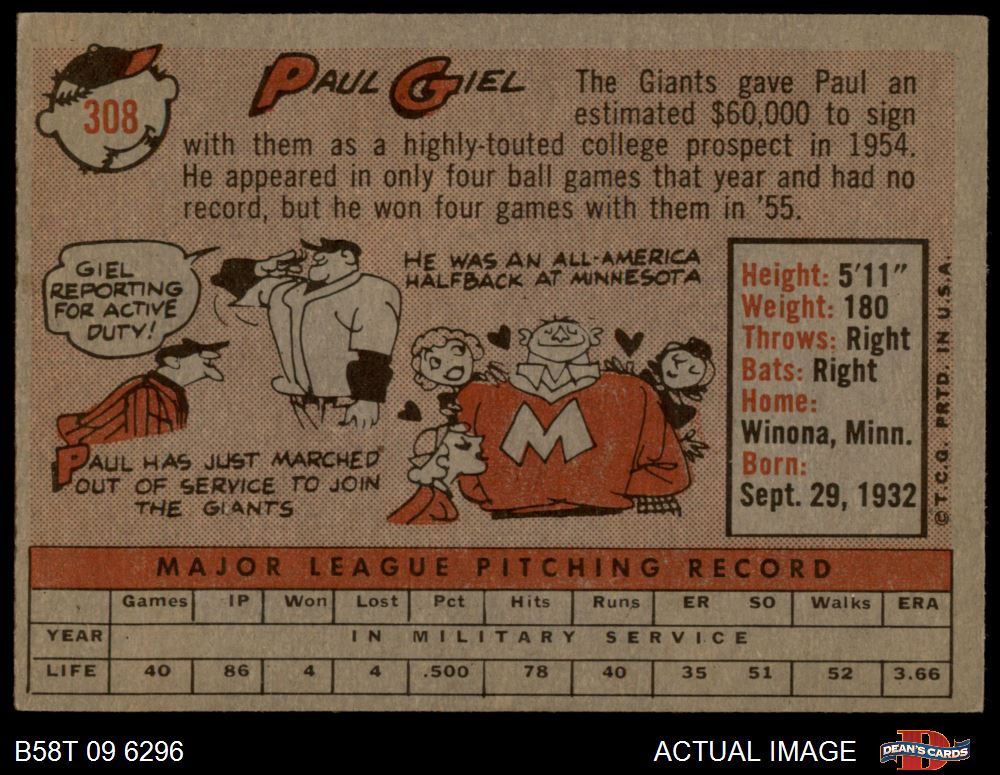 308
PAUL GIEL
The Giants gave Paul an
estimated $60,000 to sign
with them as a highly-touted college prospect in 1954.
He appeared in only four ball games that year and had no
record, but he won four games with them in '55.
GIEL
REPORTING
FOR ACTIVE
DUTY!
HE WAS AN ALL-AMERICA
HALFBACK AT MINNESOTA
M
PAUL HAS JUST MARCHED
OUT OF SERVICE TO JOIN
THE GIANTS
Height: 5'11"
Weight: 180
Throws: Right
Bats: Right
Home:
Winona, Minn.
Born:
Sept. 29, 1932
© T.C.G. PRTD. IN U.S.A.
MAJOR LEAGUE PITCHING RECORD
Games IP Won Lost Pct Hits Runs ER SO Walks ERA
YEAR IN MILITARY SERVICE
LIFE 40 86 4 4 .500 78 40 35 51 52 3.66
B58T 09 6296
ACTUAL IMAGE
D
DEAN'S CARDS